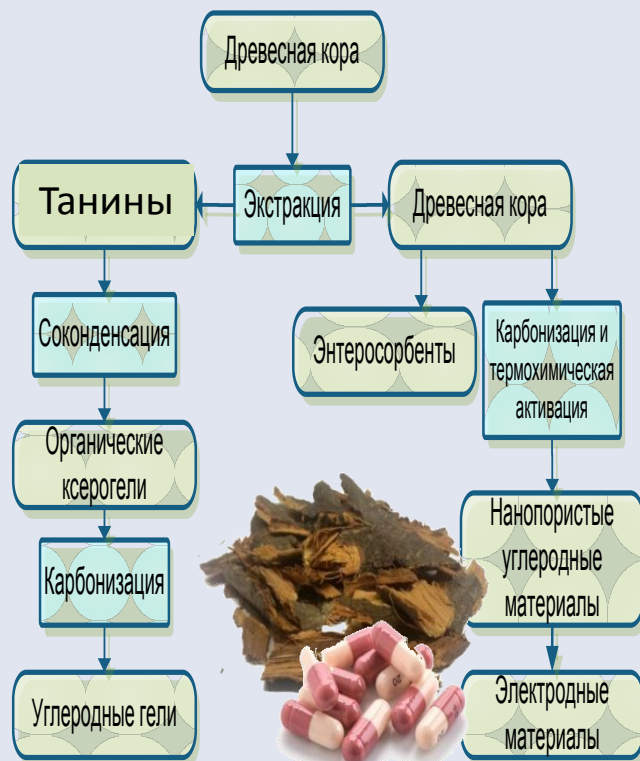 Древесная кора
Танины
Экстракция
Древесная кора
Соконденсация
Энтеросорбенты
Карбонизация и
термохимическая
активация
Органические
ксерогели
Нанопористые
углеродные
материалы
Карбонизация
Углеродные гели
Электродные
материалы